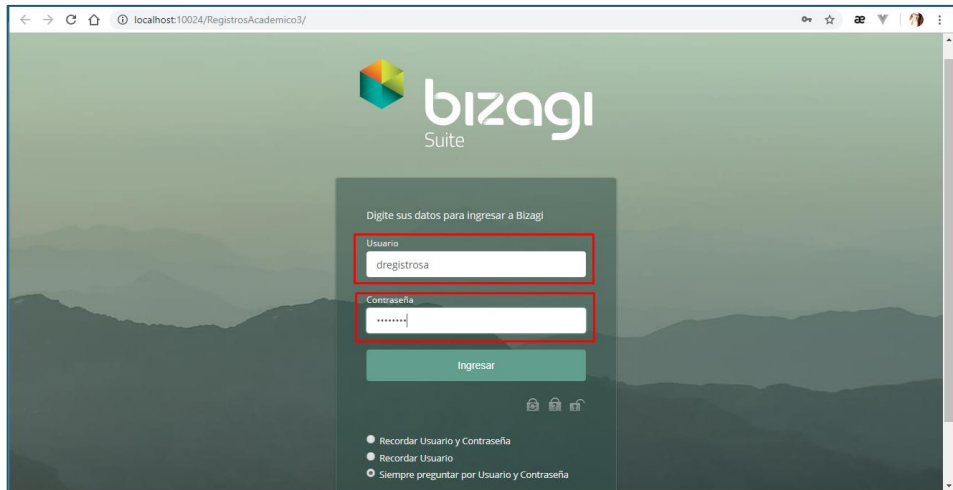 localhost:10024/RegistrosAcademico3/
bizagi
Suite
Digite sus datos para ingresar a Bizagi
Usuario
dregistrosa
Contraseña
••••••••
Ingresar
Recordar Usuario y Contraseña
Recordar Usuario
Siempre preguntar por Usuario y Contraseña